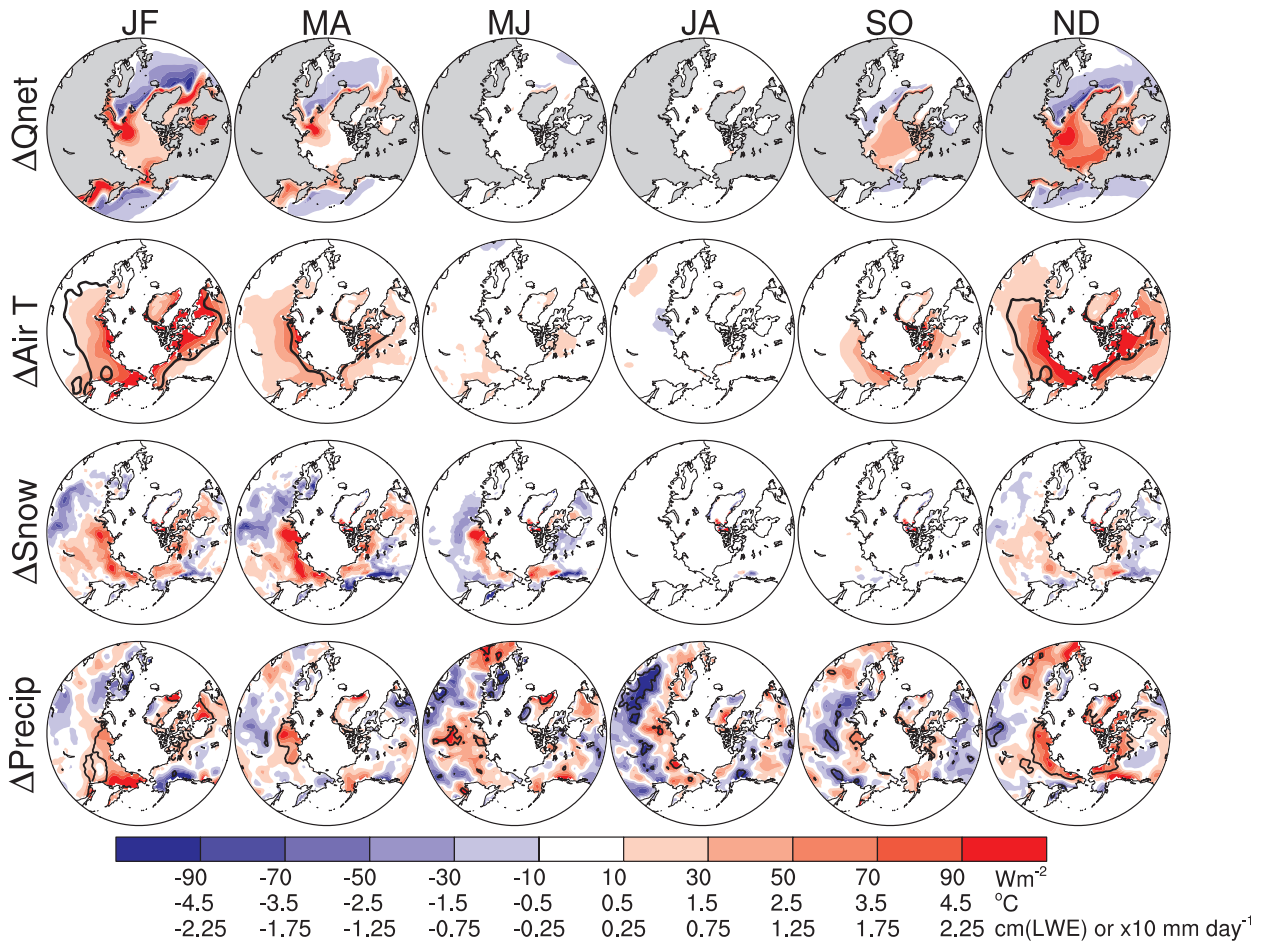 JF MA MJ JA SO ND
ΔQnet
ΔAir T
ΔSnow
ΔPrecip
-90 -70 -50 -30 -10 10 30 50 70 90 Wm⁻²
-4.5 -3.5 -2.5 -1.5 -0.5 0.5 1.5 2.5 3.5 4.5 °C
-2.25 -1.75 -1.25 -0.75 -0.25 0.25 0.75 1.25 1.75 2.25 cm(LWE) or x10 mm day⁻¹